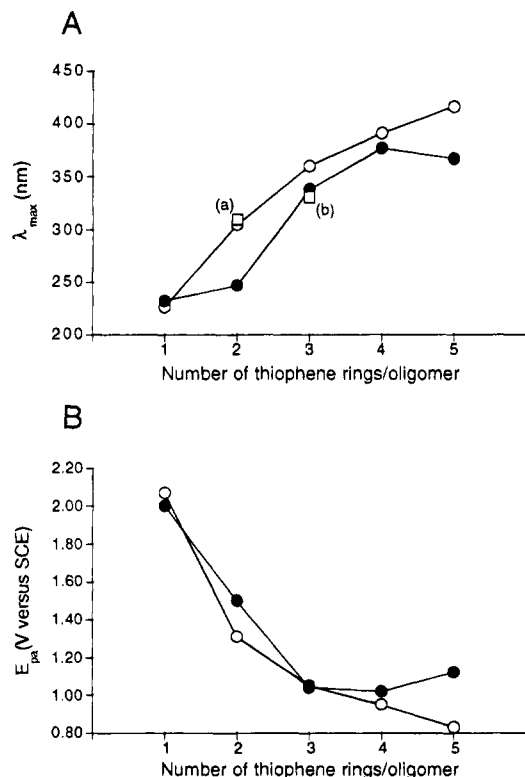 A
450
400
350
300
250
200
λ max (nm)
(a)
(b)
1 2 3 4 5
Number of thiophene rings/oligomer
B
2.20
2.00
1.80
1.60
1.40
1.20
1.00
0.80
E pa (V versus SCE)
1 2 3 4 5
Number of thiophene rings/oligomer